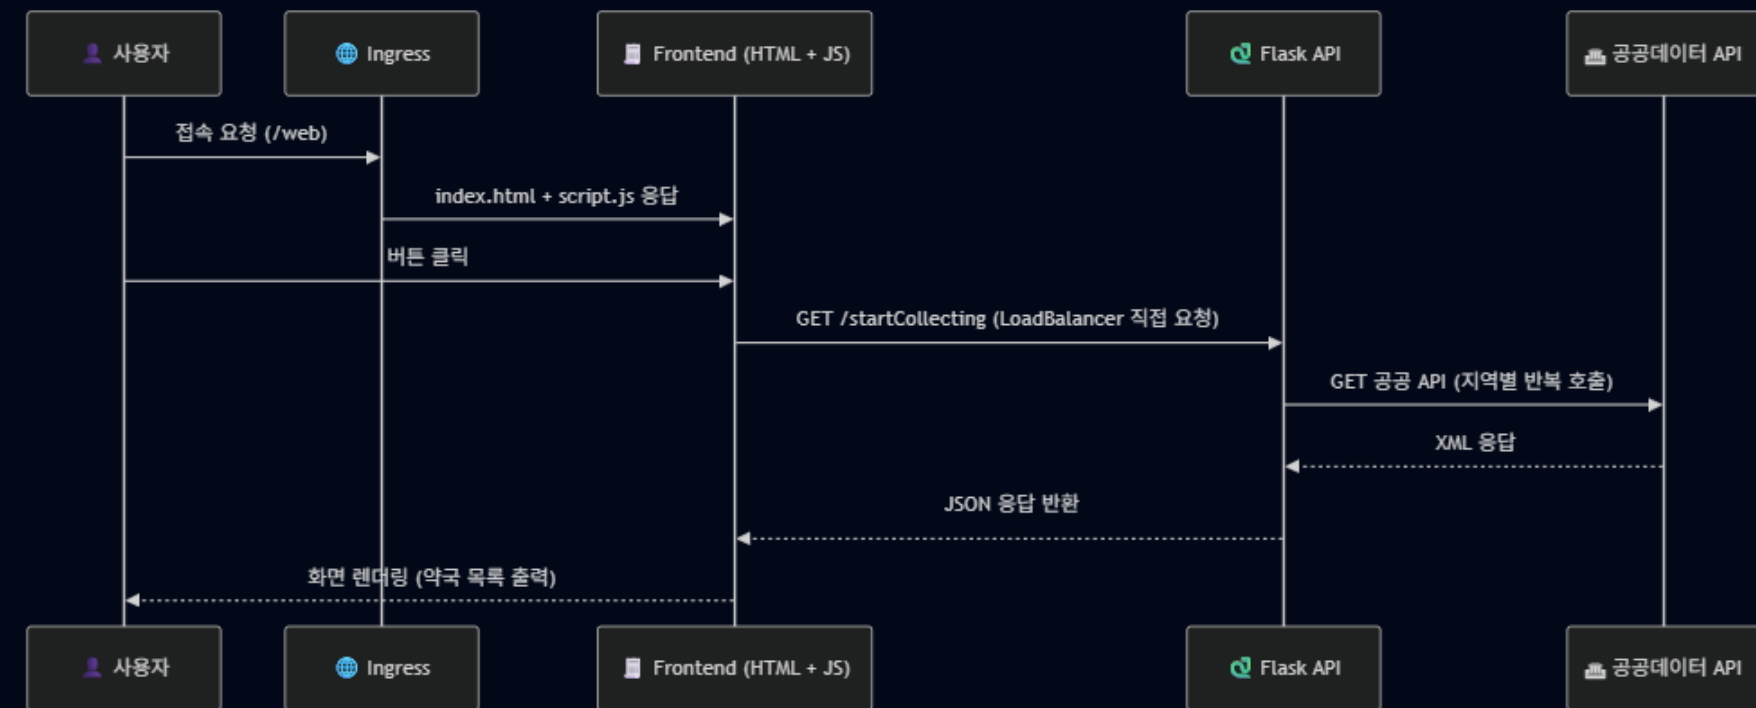 사용자
Ingress
Frontend (HTML + JS)
Flask API
공공데이터 API
접속 요청 (/web)
index.html + script.js 응답
버튼 클릭
GET /startCollecting (LoadBalancer 직접 요청)
GET 공공 API (지역별 반복 호출)
XML 응답
JSON 응답 반환
화면 렌더링 (약국 목록 출력)
사용자
Ingress
Frontend (HTML + JS)
Flask API
공공데이터 API